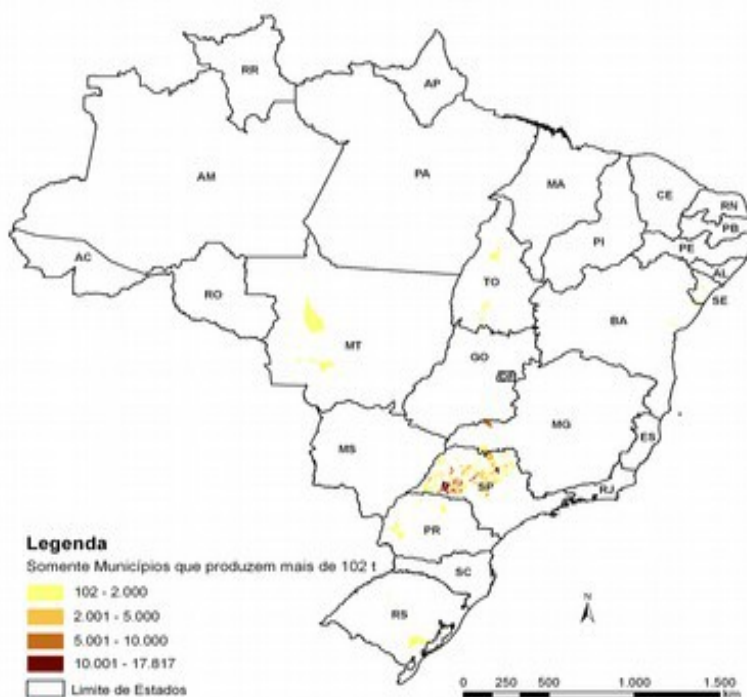 RR
AP
AM
PA
MA
CE
RN
PB
PI
PE
AL
SE
AC
RO
TO
BA
MT
GO
DF
MG
ES
MS
SP
RJ
PR
SC
RS
Legenda
Somente Municípios que produzem mais de 102 t
102 - 2.000
2.001 - 5.000
5.001 - 10.000
10.001 - 17.817
Limite de Estados
N
0 250 500 1.000 1.500
km